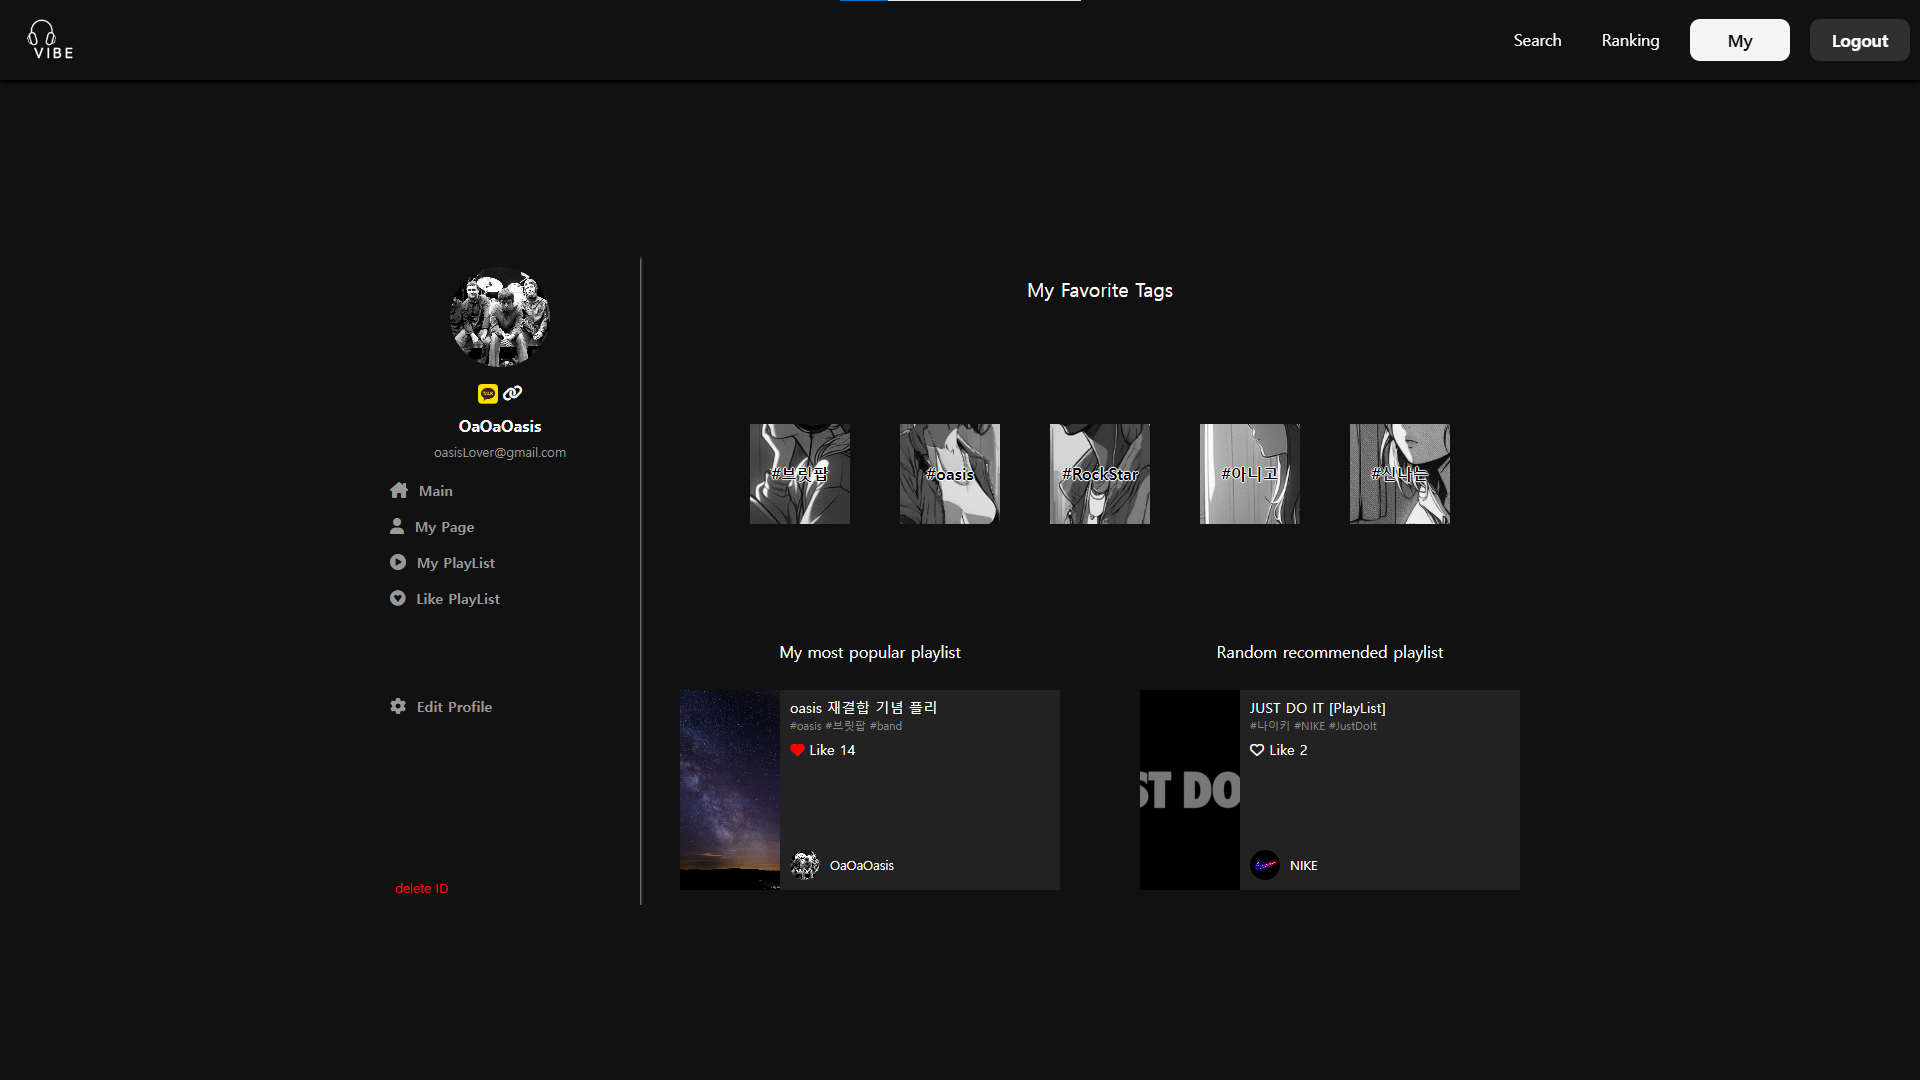 VIBE
Search
Ranking
My
Logout
OaOaOasis
oasisLover@gmail.com
Main
My Page
My PlayList
Like PlayList
Edit Profile
delete ID
My Favorite Tags
#브릿팝
#oasis
#RockStar
#아니고
#신나는
My most popular playlist
oasis 재결합 기념 플리
#oasis #브릿팝 #band
Like 14
OaOaOasis
Random recommended playlist
ST DO
JUST DO IT [PlayList]
#나이키 #NIKE #JustDoIt
Like 2
NIKE